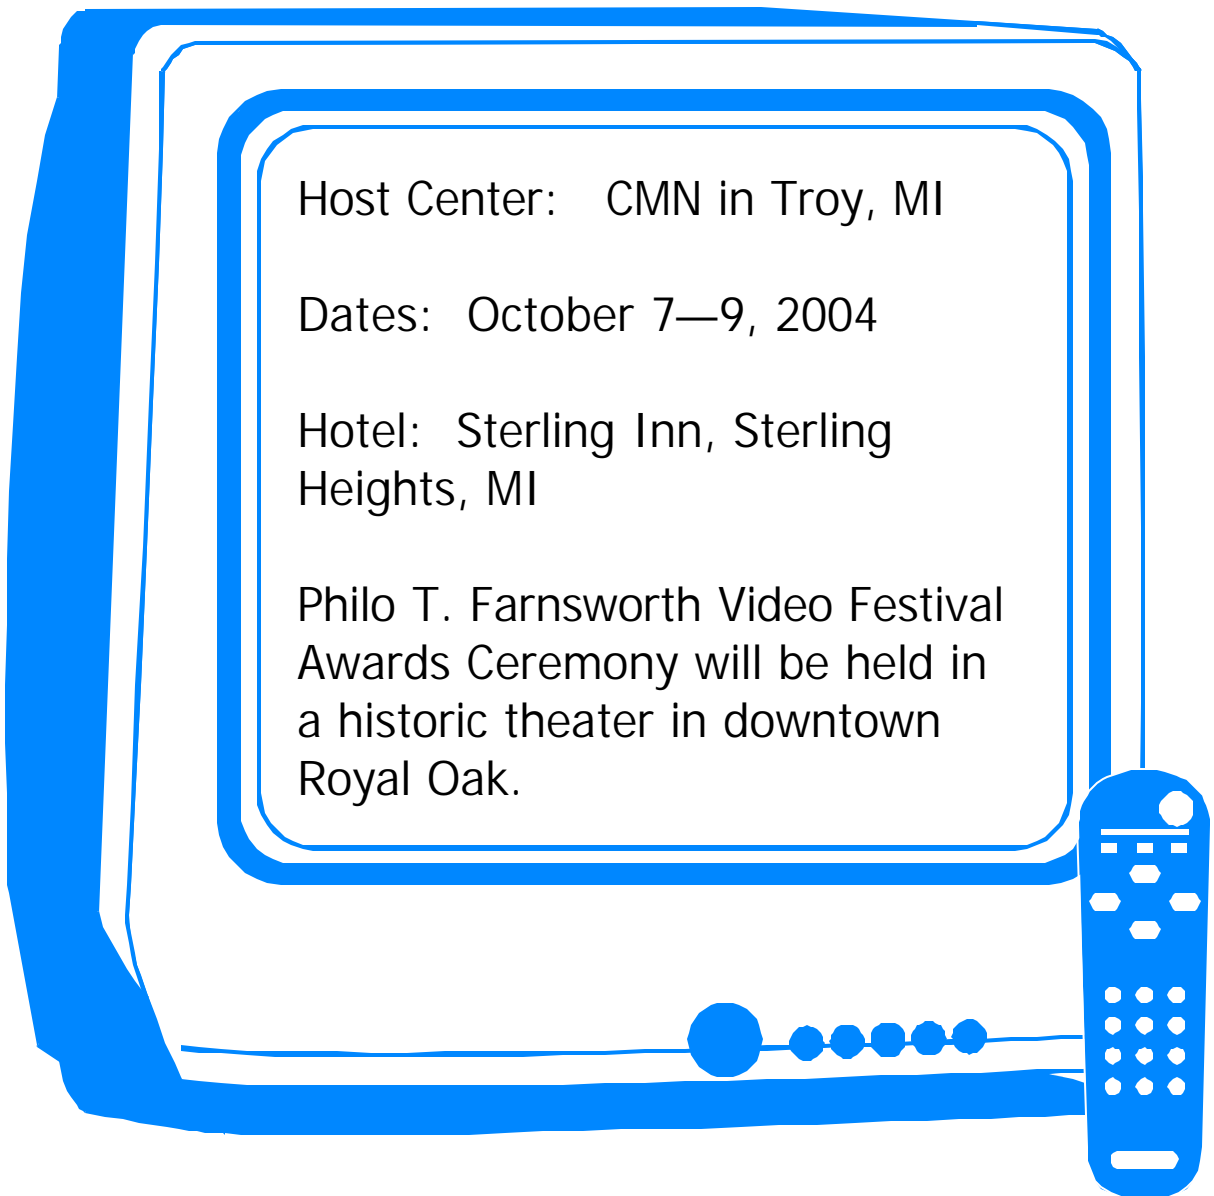 Host Center: CMN in Troy, MI
Dates: October 7—9, 2004
Hotel: Sterling Inn, Sterling
Heights, MI
Philo T. Farnsworth Video Festival
Awards Ceremony will be held in
a historic theater in downtown
Royal Oak.